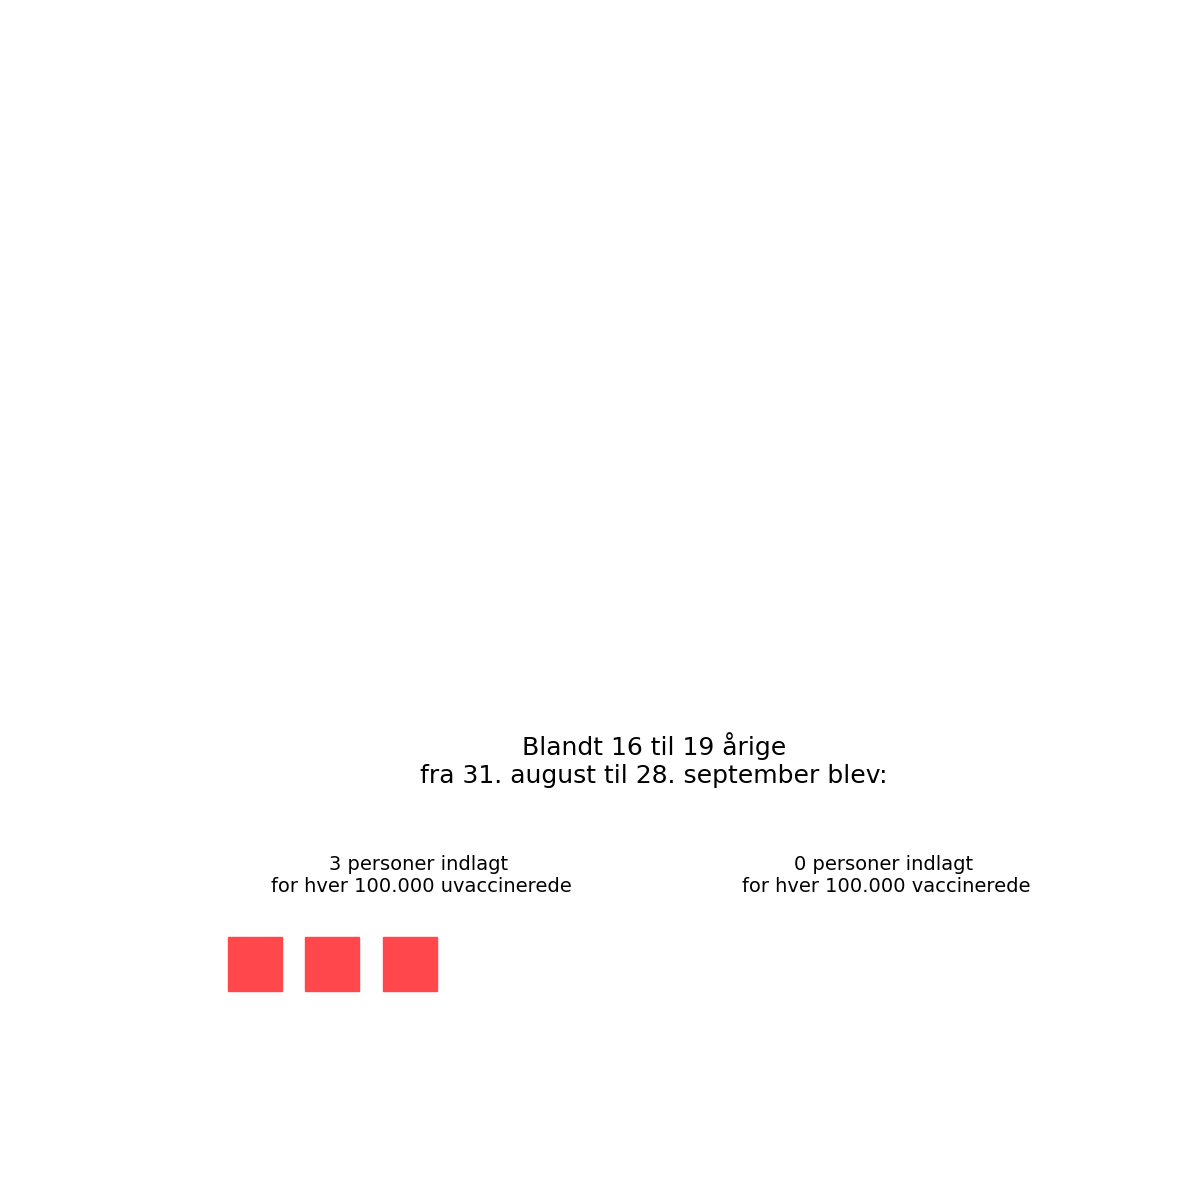 Blandt 16 til 19 årige
fra 31. august til 28. september blev:
3 personer indlagt
for hver 100.000 uvaccinerede
0 personer indlagt
for hver 100.000 vaccinerede